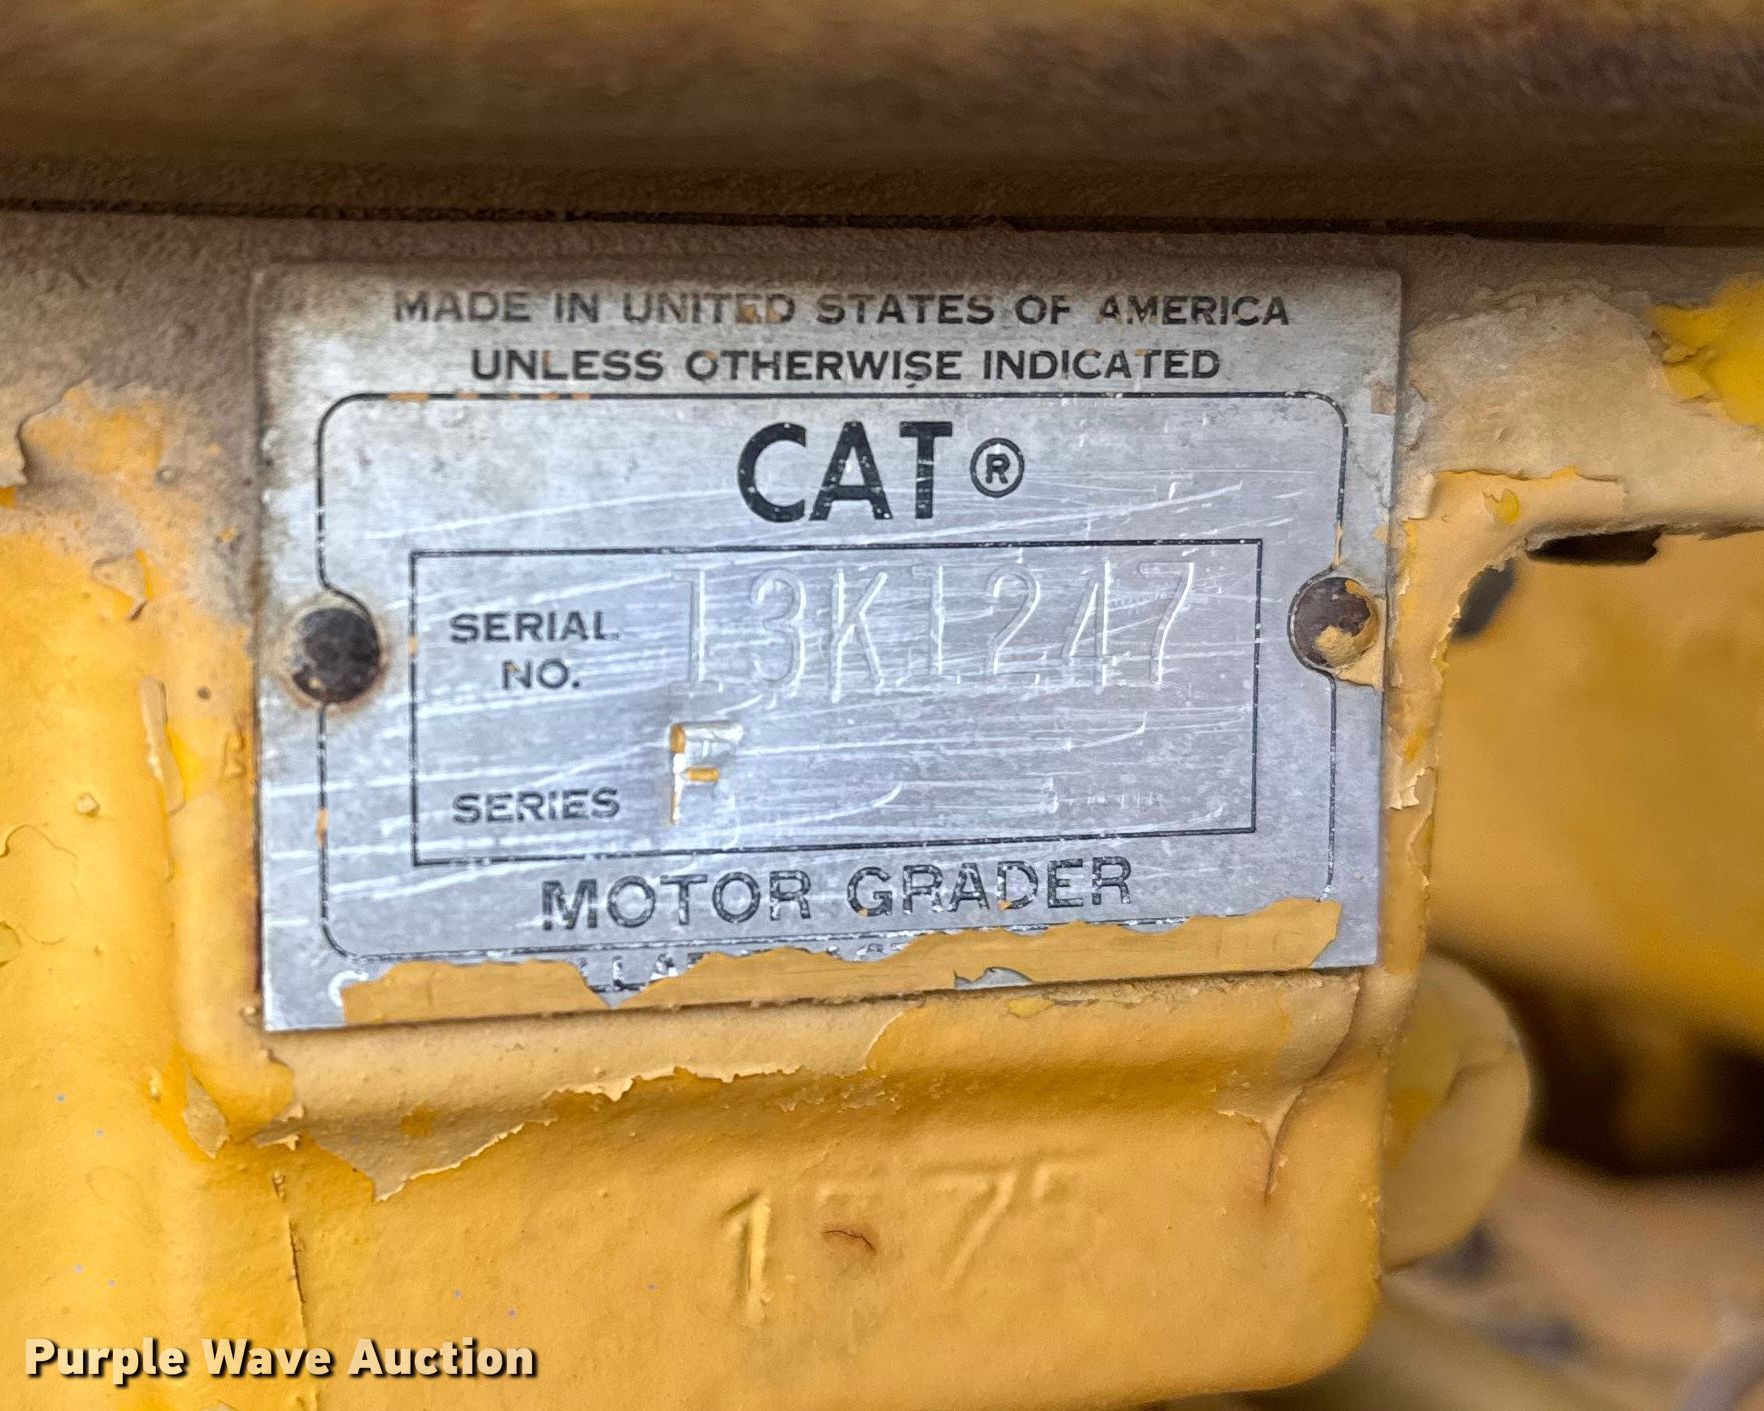 MADE IN UNITED STATES OF AMERICA
UNLESS OTHERWISE INDICATED
CAT ®
SERIAL NO. 13K1247
SERIES F
MOTOR GRADER
Purple Wave Auction